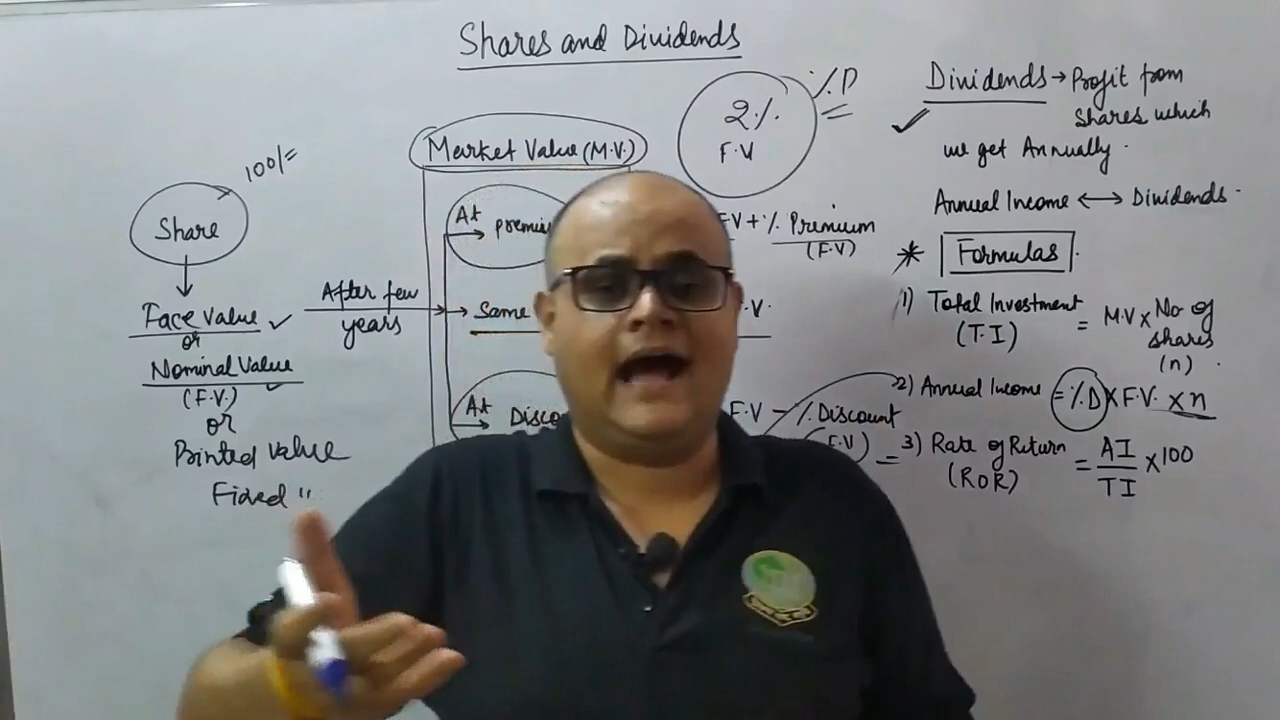 Shares and Dividends
100/=
Share
Face Value
or
Nominal Value
(F.V.)
or
Printed Value
Fixed "
After few
years
Market Value (M.V.)
At
Same
At
2%
F.V
%D
F.V + % Premium
(F.V)
F.V - % Discount
Dividends → Profit from
Shares which
we get Annually.
Annual Income ↔ Dividends.
* Formulas
1) Total Investment = M.V × No of
shares
(T.I)
(n).
2) Annual Income = %D × F.V. × n
3) Rate of Return = AI/TI × 100
(RoR)